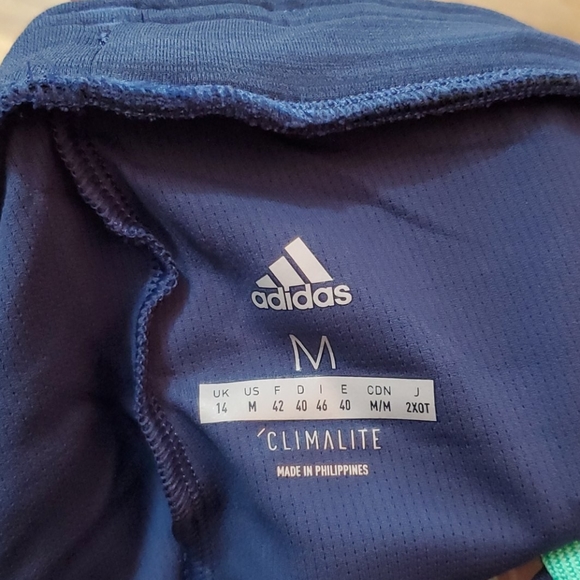 adidas
M
UK US F D I E CDN J
14 M 42 40 46 40 M/M 2XOT
CLIMALITE
MADE IN PHILIPPINES